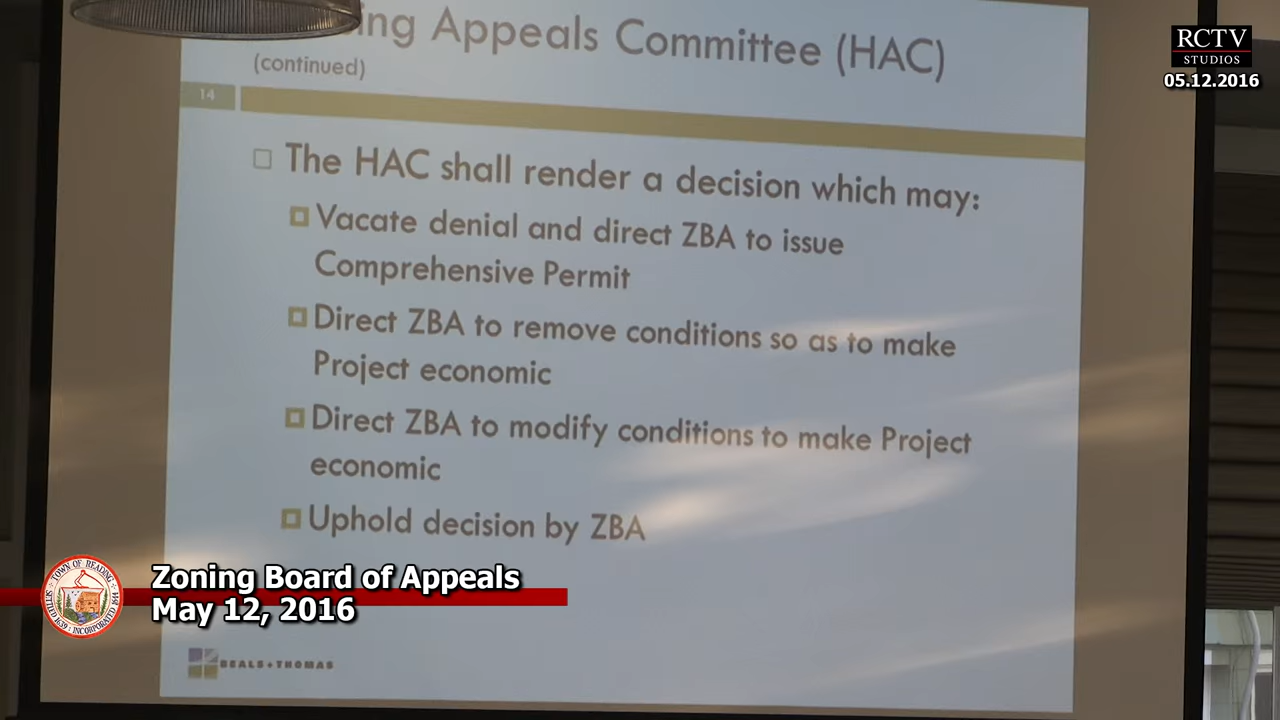 ing Appeals Committee (HAC)
(continued)
14
The HAC shall render a decision which may:
Vacate denial and direct ZBA to issue
Comprehensive Permit
Direct ZBA to remove conditions so as to make
Project economic
Direct ZBA to modify conditions to make Project
economic
Uphold decision by ZBA
BEALS+THOMAS
RCTV
STUDIOS
05.12.2016
TOWN OF READING
Zoning Board of Appeals
May 12, 2016